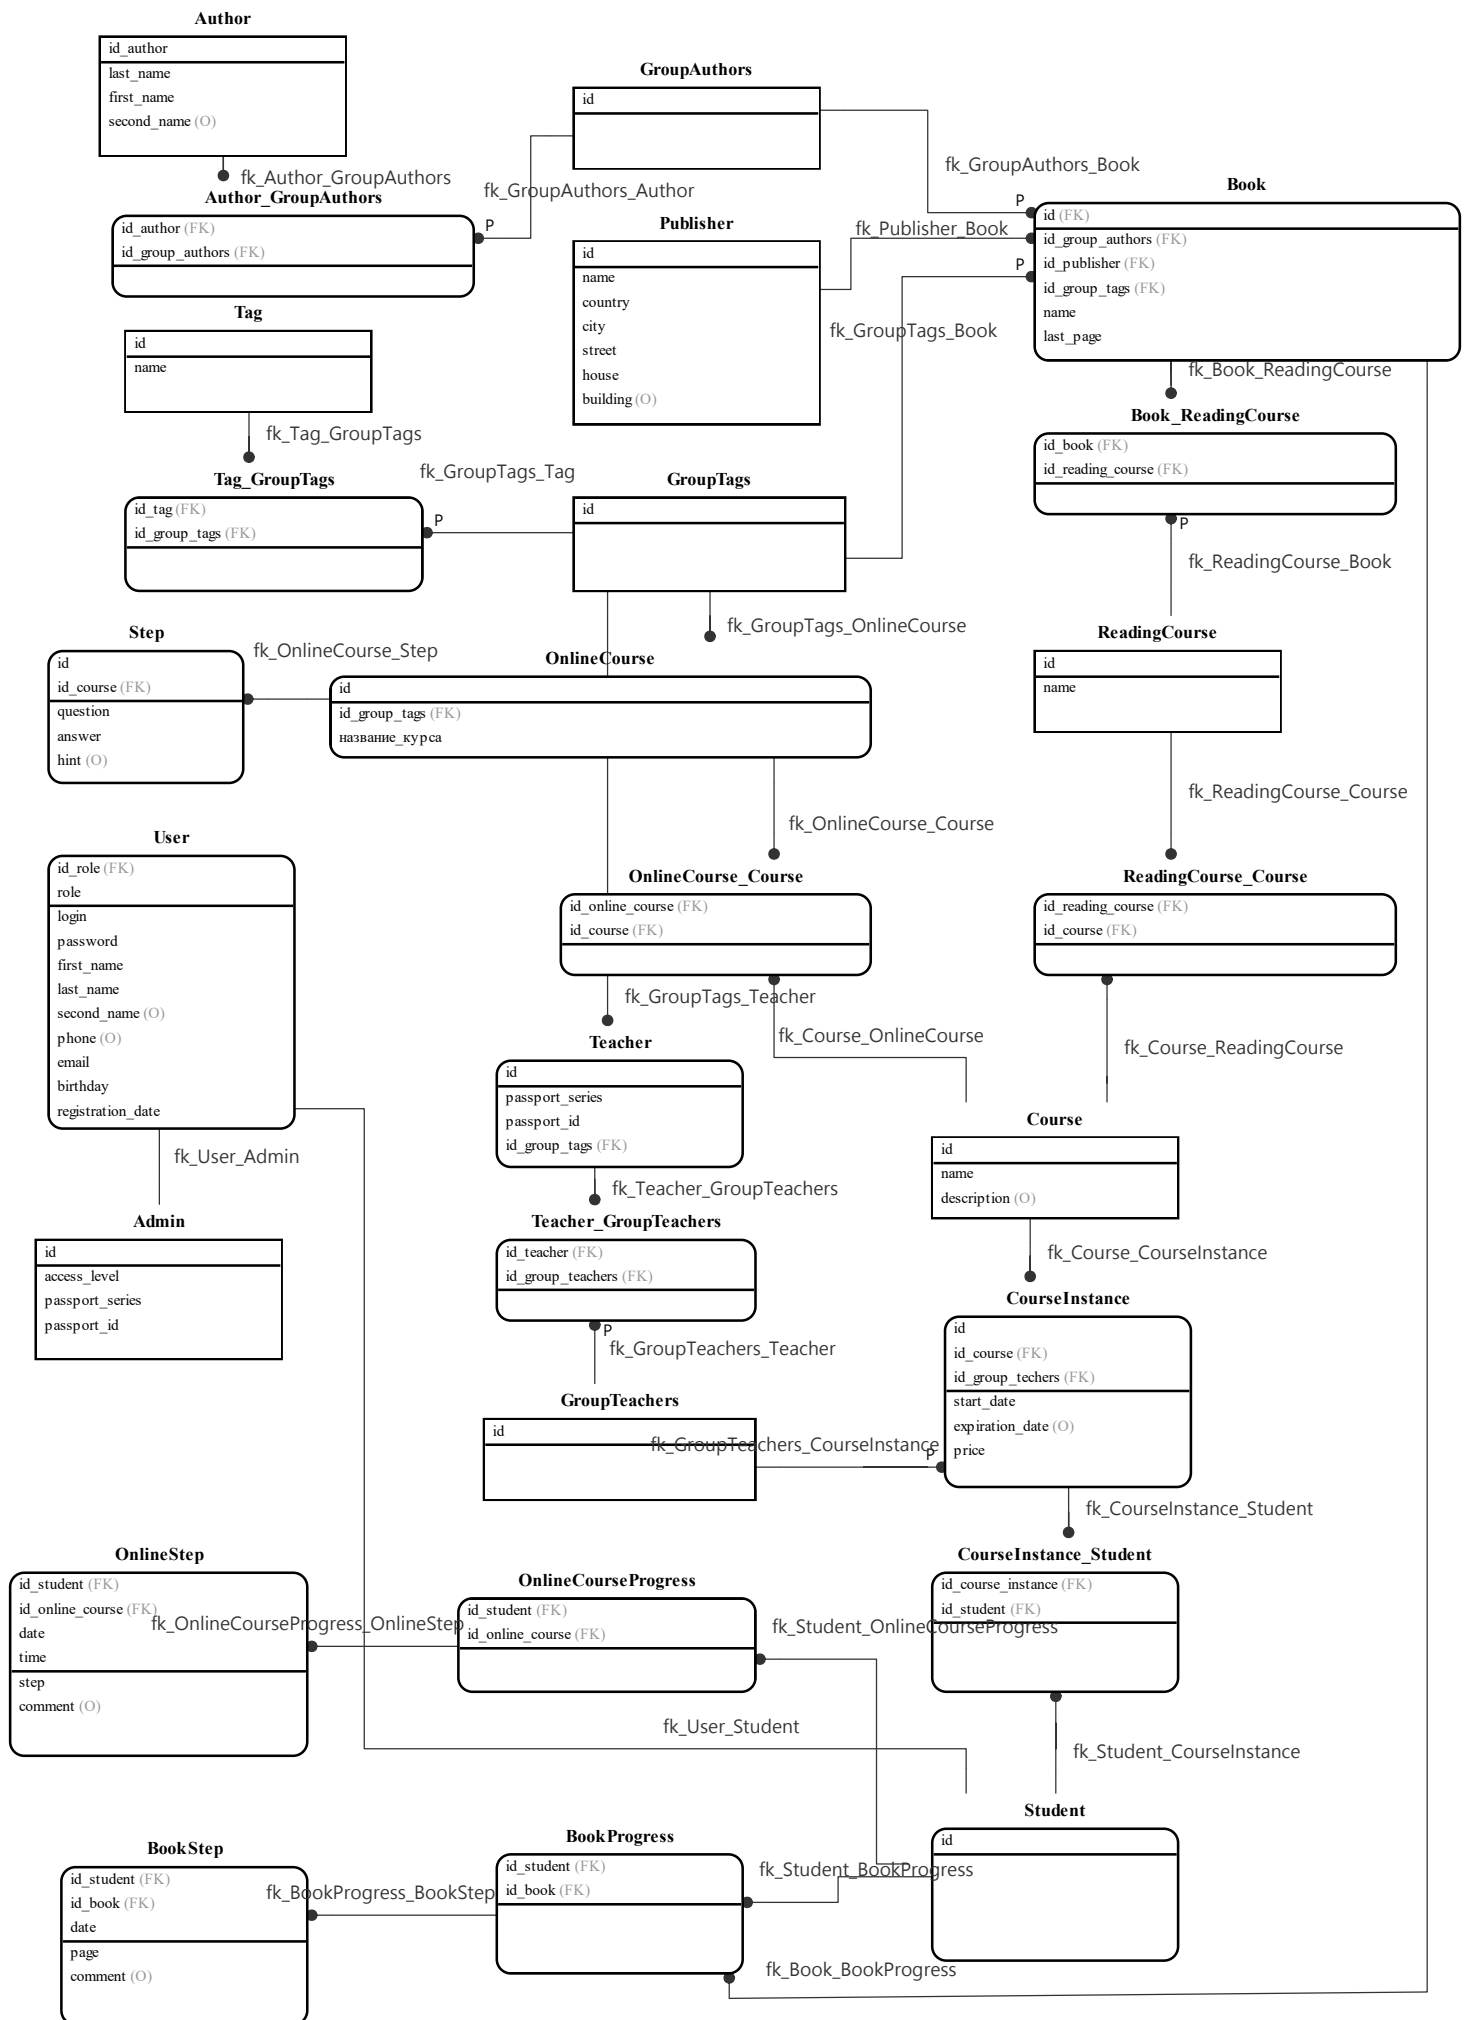 Author
id_author
last_name
first_name
second_name (O)
fk_Author_GroupAuthors
GroupAuthors
id
fk_GroupAuthors_Author
fk_GroupAuthors_Book
P
P
Author_GroupAuthors
id_author (FK)
id_group_authors (FK)
Publisher
id
name
country
city
street
house
building (O)
fk_Publisher_Book
P
fk_GroupTags_Book
Book
id (FK)
id_group_authors (FK)
id_publisher (FK)
id_group_tags (FK)
name
last_page
fk_Book_ReadingCourse
Tag
id
name
fk_Tag_GroupTags
Tag_GroupTags
id_tag (FK)
id_group_tags (FK)
fk_GroupTags_Tag
P
GroupTags
id
fk_GroupTags_OnlineCourse
Book_ReadingCourse
id_book (FK)
id_reading_course (FK)
P
fk_ReadingCourse_Book
Step
id
id_course (FK)
question
answer
hint (O)
fk_OnlineCourse_Step
OnlineCourse
id
id_group_tags (FK)
название_курса
ReadingCourse
id
name
fk_ReadingCourse_Course
fk_OnlineCourse_Course
User
id_role (FK)
role
login
password
first_name
last_name
second_name (O)
phone (O)
email
birthday
registration_date
fk_User_Admin
OnlineCourse_Course
id_online_course (FK)
id_course (FK)
fk_GroupTags_Teacher
fk_Course_OnlineCourse
ReadingCourse_Course
id_reading_course (FK)
id_course (FK)
fk_Course_ReadingCourse
Teacher
id
passport_series
passport_id
id_group_tags (FK)
fk_Teacher_GroupTeachers
Course
id
name
description (O)
fk_Course_CourseInstance
Admin
id
access_level
passport_series
passport_id
Teacher_GroupTeachers
id_teacher (FK)
id_group_teachers (FK)
P
fk_GroupTeachers_Teacher
GroupTeachers
id
fk_GroupTeachers_CourseInstance
P
CourseInstance
id
id_course (FK)
id_group_techers (FK)
start_date
expiration_date (O)
price
fk_CourseInstance_Student
OnlineStep
id_student (FK)
id_online_course (FK)
date
time
step
comment (O)
fk_OnlineCourseProgress_OnlineStep
OnlineCourseProgress
id_student (FK)
id_online_course (FK)
fk_Student_OnlineCourseProgress
CourseInstance_Student
id_course_instance (FK)
id_student (FK)
fk_User_Student
fk_Student_CourseInstance
BookStep
id_student (FK)
id_book (FK)
date
page
comment (O)
fk_BookProgress_BookStep
BookProgress
id_student (FK)
id_book (FK)
fk_Student_BookProgress
Student
id
fk_Book_BookProgress